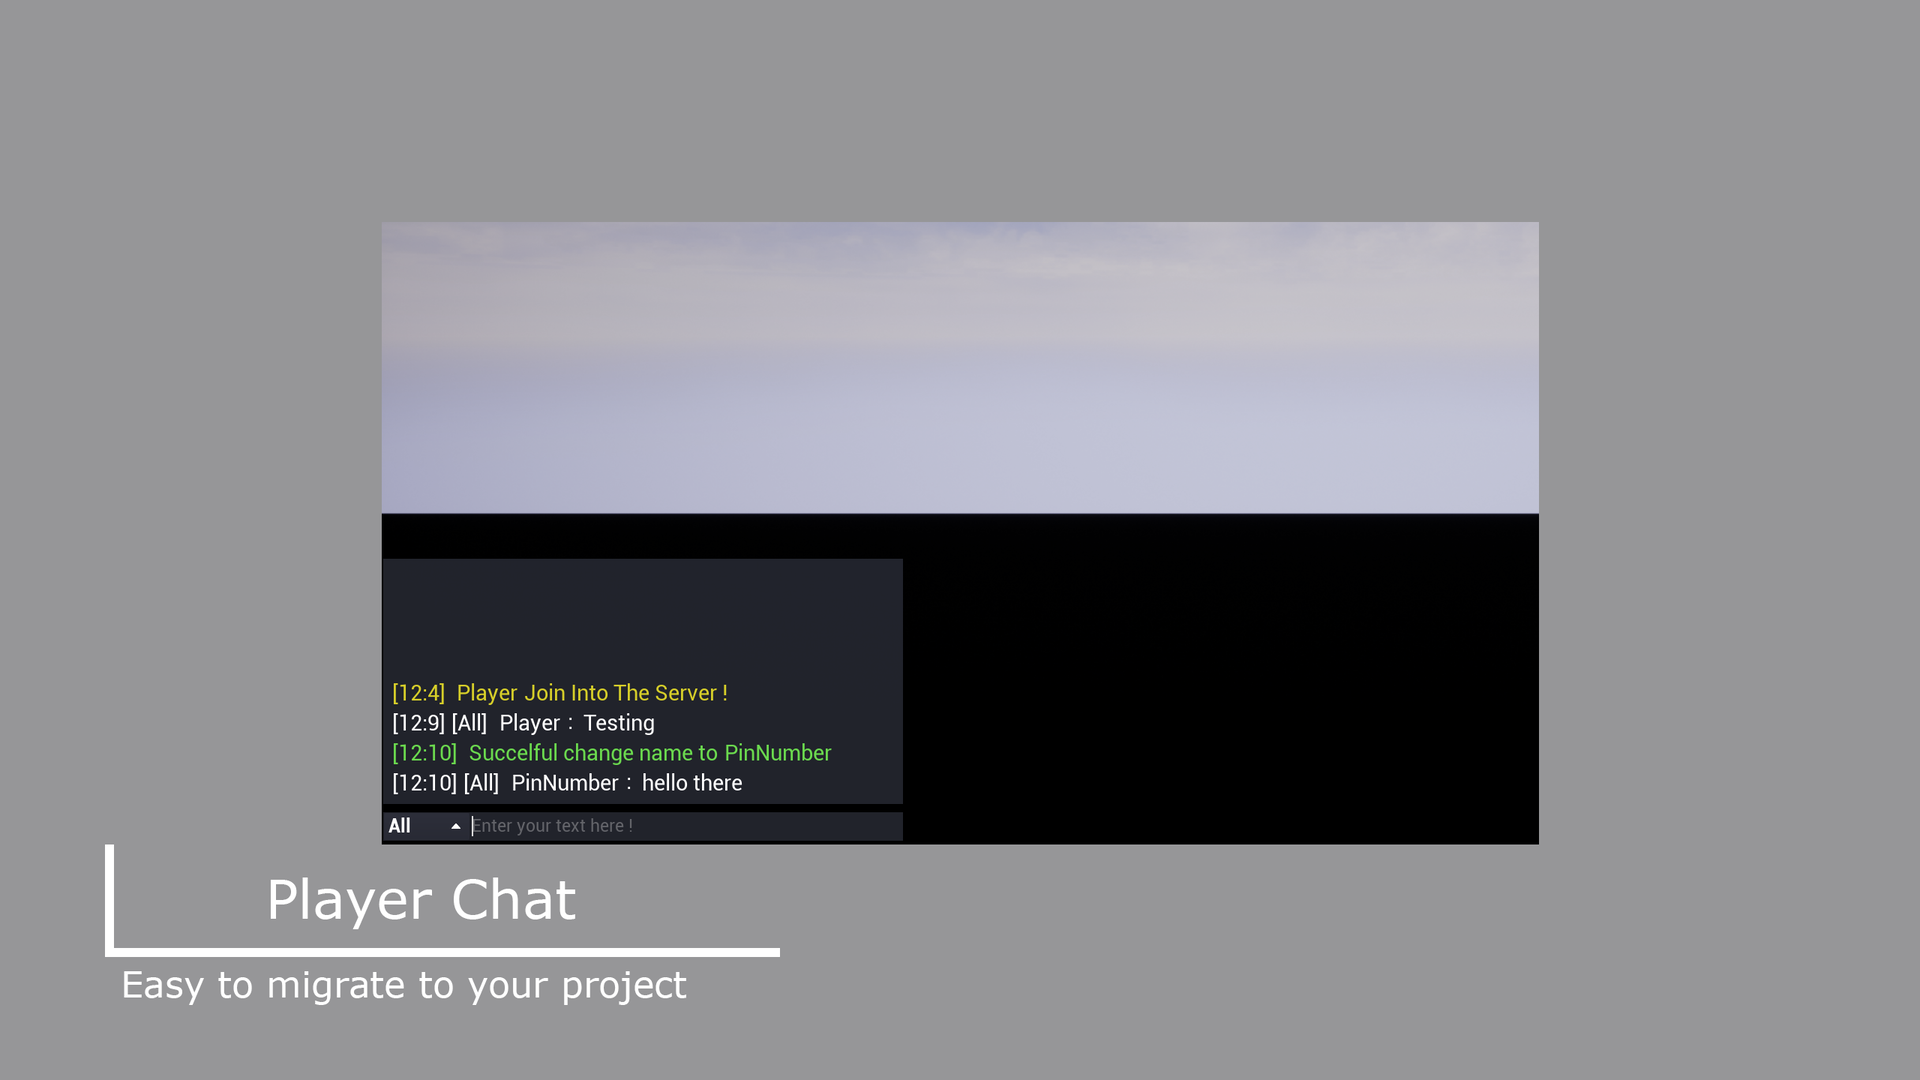 [12:4] Player Join Into The Server !
[12:9] [All] Player : Testing
[12:10] Succelful change name to PinNumber
[12:10] [All] PinNumber : hello there
All Enter your text here !
Player Chat
Easy to migrate to your project